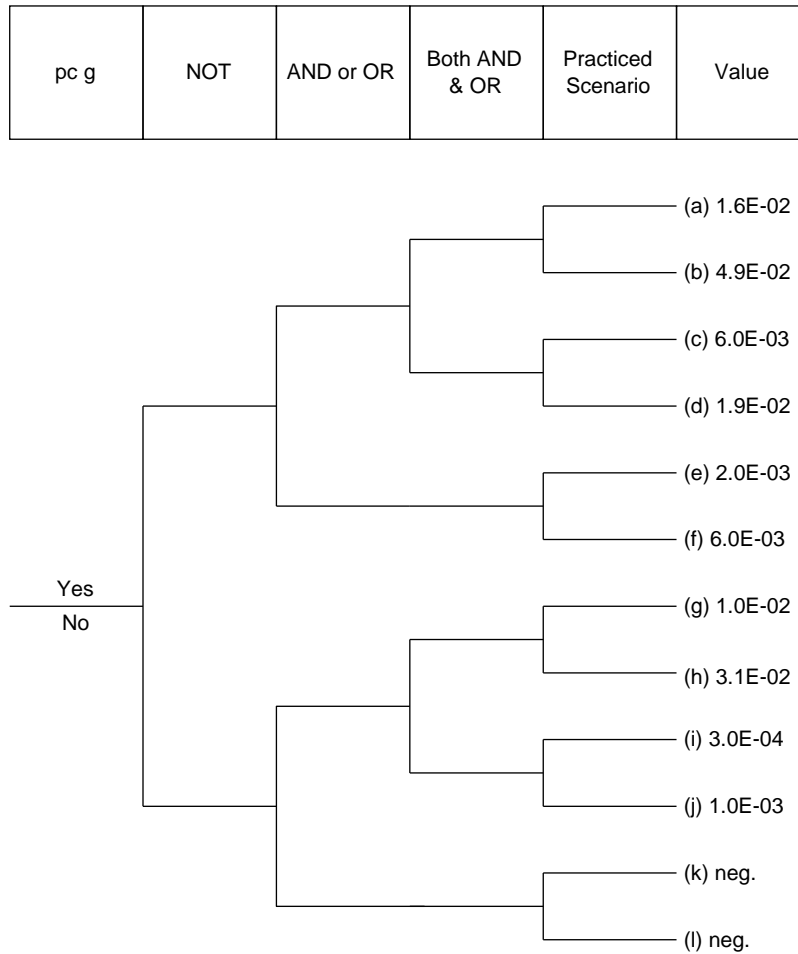 pc g
NOT
AND or OR
Both AND
& OR
Practiced
Scenario
Value
(a) 1.6E-02
(b) 4.9E-02
(c) 6.0E-03
(d) 1.9E-02
(e) 2.0E-03
(f) 6.0E-03
Yes
No
(g) 1.0E-02
(h) 3.1E-02
(i) 3.0E-04
(j) 1.0E-03
(k) neg.
(l) neg.